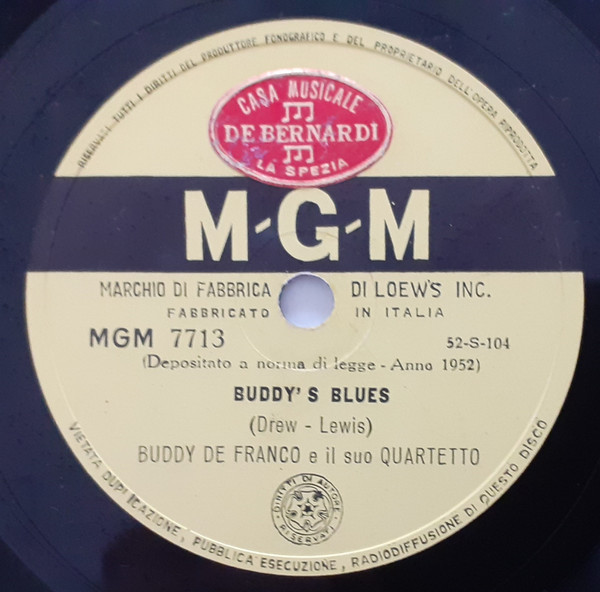 RISERVATI TUTTI I DIRITTI DEL PRODUTTORE FONOGRAFICO E DEL PROPRIETARIO DELL'OPERA RIPRODOTTA
CASA MUSICALE
DE BERNARDI
LA SPEZIA
M-G-M
MARCHIO DI FABBRICA DI LOEW'S INC.
FABBRICATO IN ITALIA
MGM 7713 52-S-104
(Depositato a norma di legge - Anno 1952)
BUDDY'S BLUES
(Drew - Lewis)
BUDDY DE FRANCO e il suo QUARTETTO
DIRITTI DI AUTORE
RISERVATI
VIETATA DUPLICAZIONE, PUBBLICA ESECUZIONE, RADIODIFFUSIONE DI QUESTO DISCO